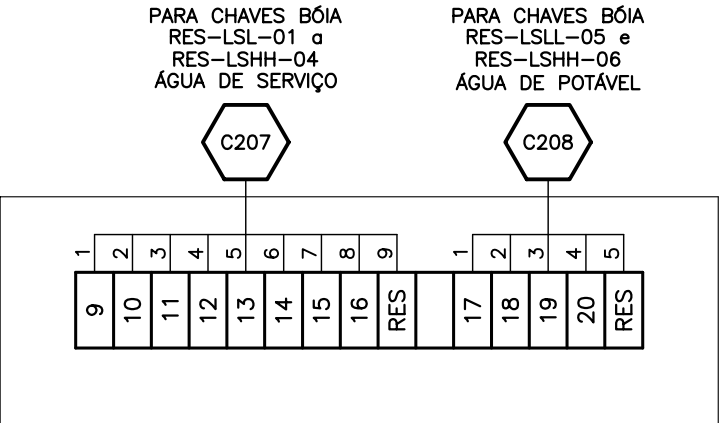 PARA CHAVES BÓIA
RES-LSL-01 a
RES-LSHH-04
ÁGUA DE SERVIÇO
C207
PARA CHAVES BÓIA
RES-LSLL-05 e
RES-LSHH-06
ÁGUA DE POTÁVEL
C208
1 2 3 4 5 6 7 8 9
1 2 3 4 5
9 10 11 12 13 14 15 16 RES
17 18 19 20 RES